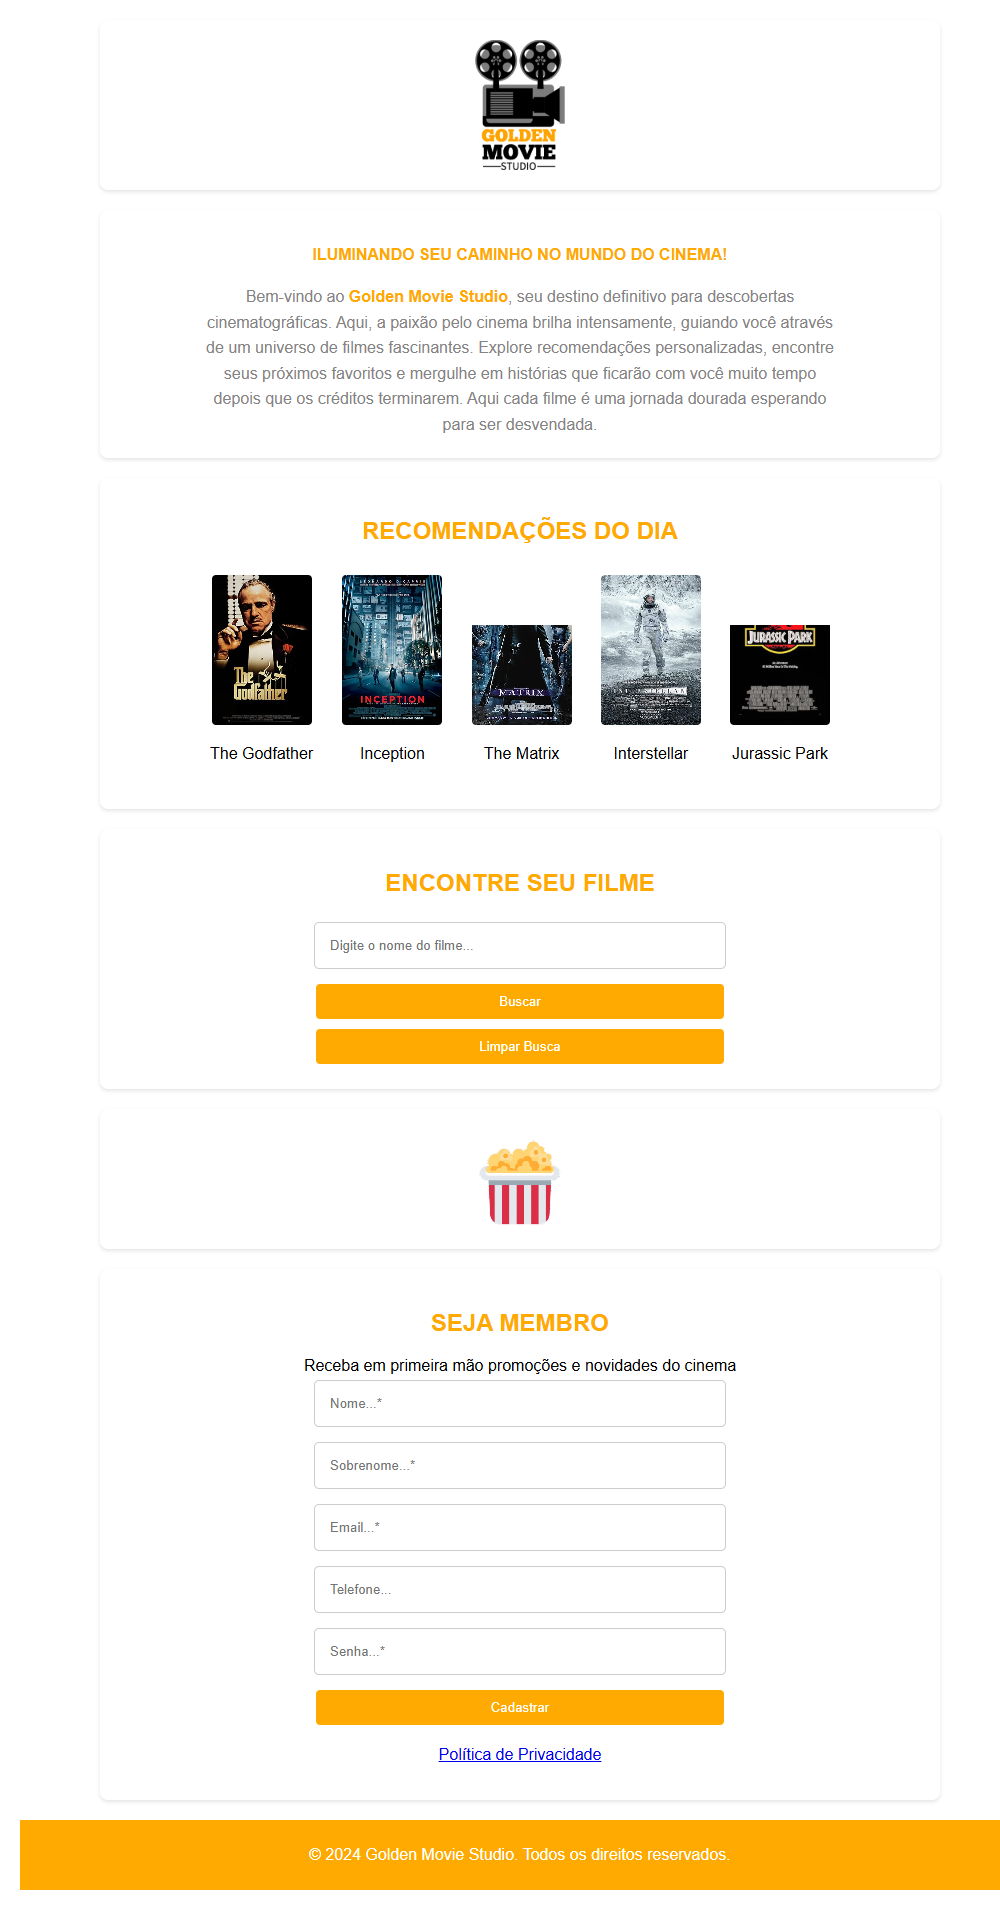 GOLDEN
MOVIE
STUDIO
ILUMINANDO SEU CAMINHO NO MUNDO DO CINEMA!
Bem-vindo ao Golden Movie Studio, seu destino definitivo para descobertas
cinematográficas. Aqui, a paixão pelo cinema brilha intensamente, guiando você através
de um universo de filmes fascinantes. Explore recomendações personalizadas, encontre
seus próximos favoritos e mergulhe em histórias que ficarão com você muito tempo
depois que os créditos terminarem. Aqui cada filme é uma jornada dourada esperando
para ser desvendada.
RECOMENDAÇÕES DO DIA
The Godfather
INCEPTION
MATRIX
INTERSTELLAR
JURASSIC PARK
The Godfather
Inception
The Matrix
Interstellar
Jurassic Park
ENCONTRE SEU FILME
Digite o nome do filme...
Buscar
Limpar Busca
SEJA MEMBRO
Receba em primeira mão promoções e novidades do cinema
Nome...*
Sobrenome...*
Email...*
Telefone...
Senha...*
Cadastrar
Política de Privacidade
© 2024 Golden Movie Studio. Todos os direitos reservados.